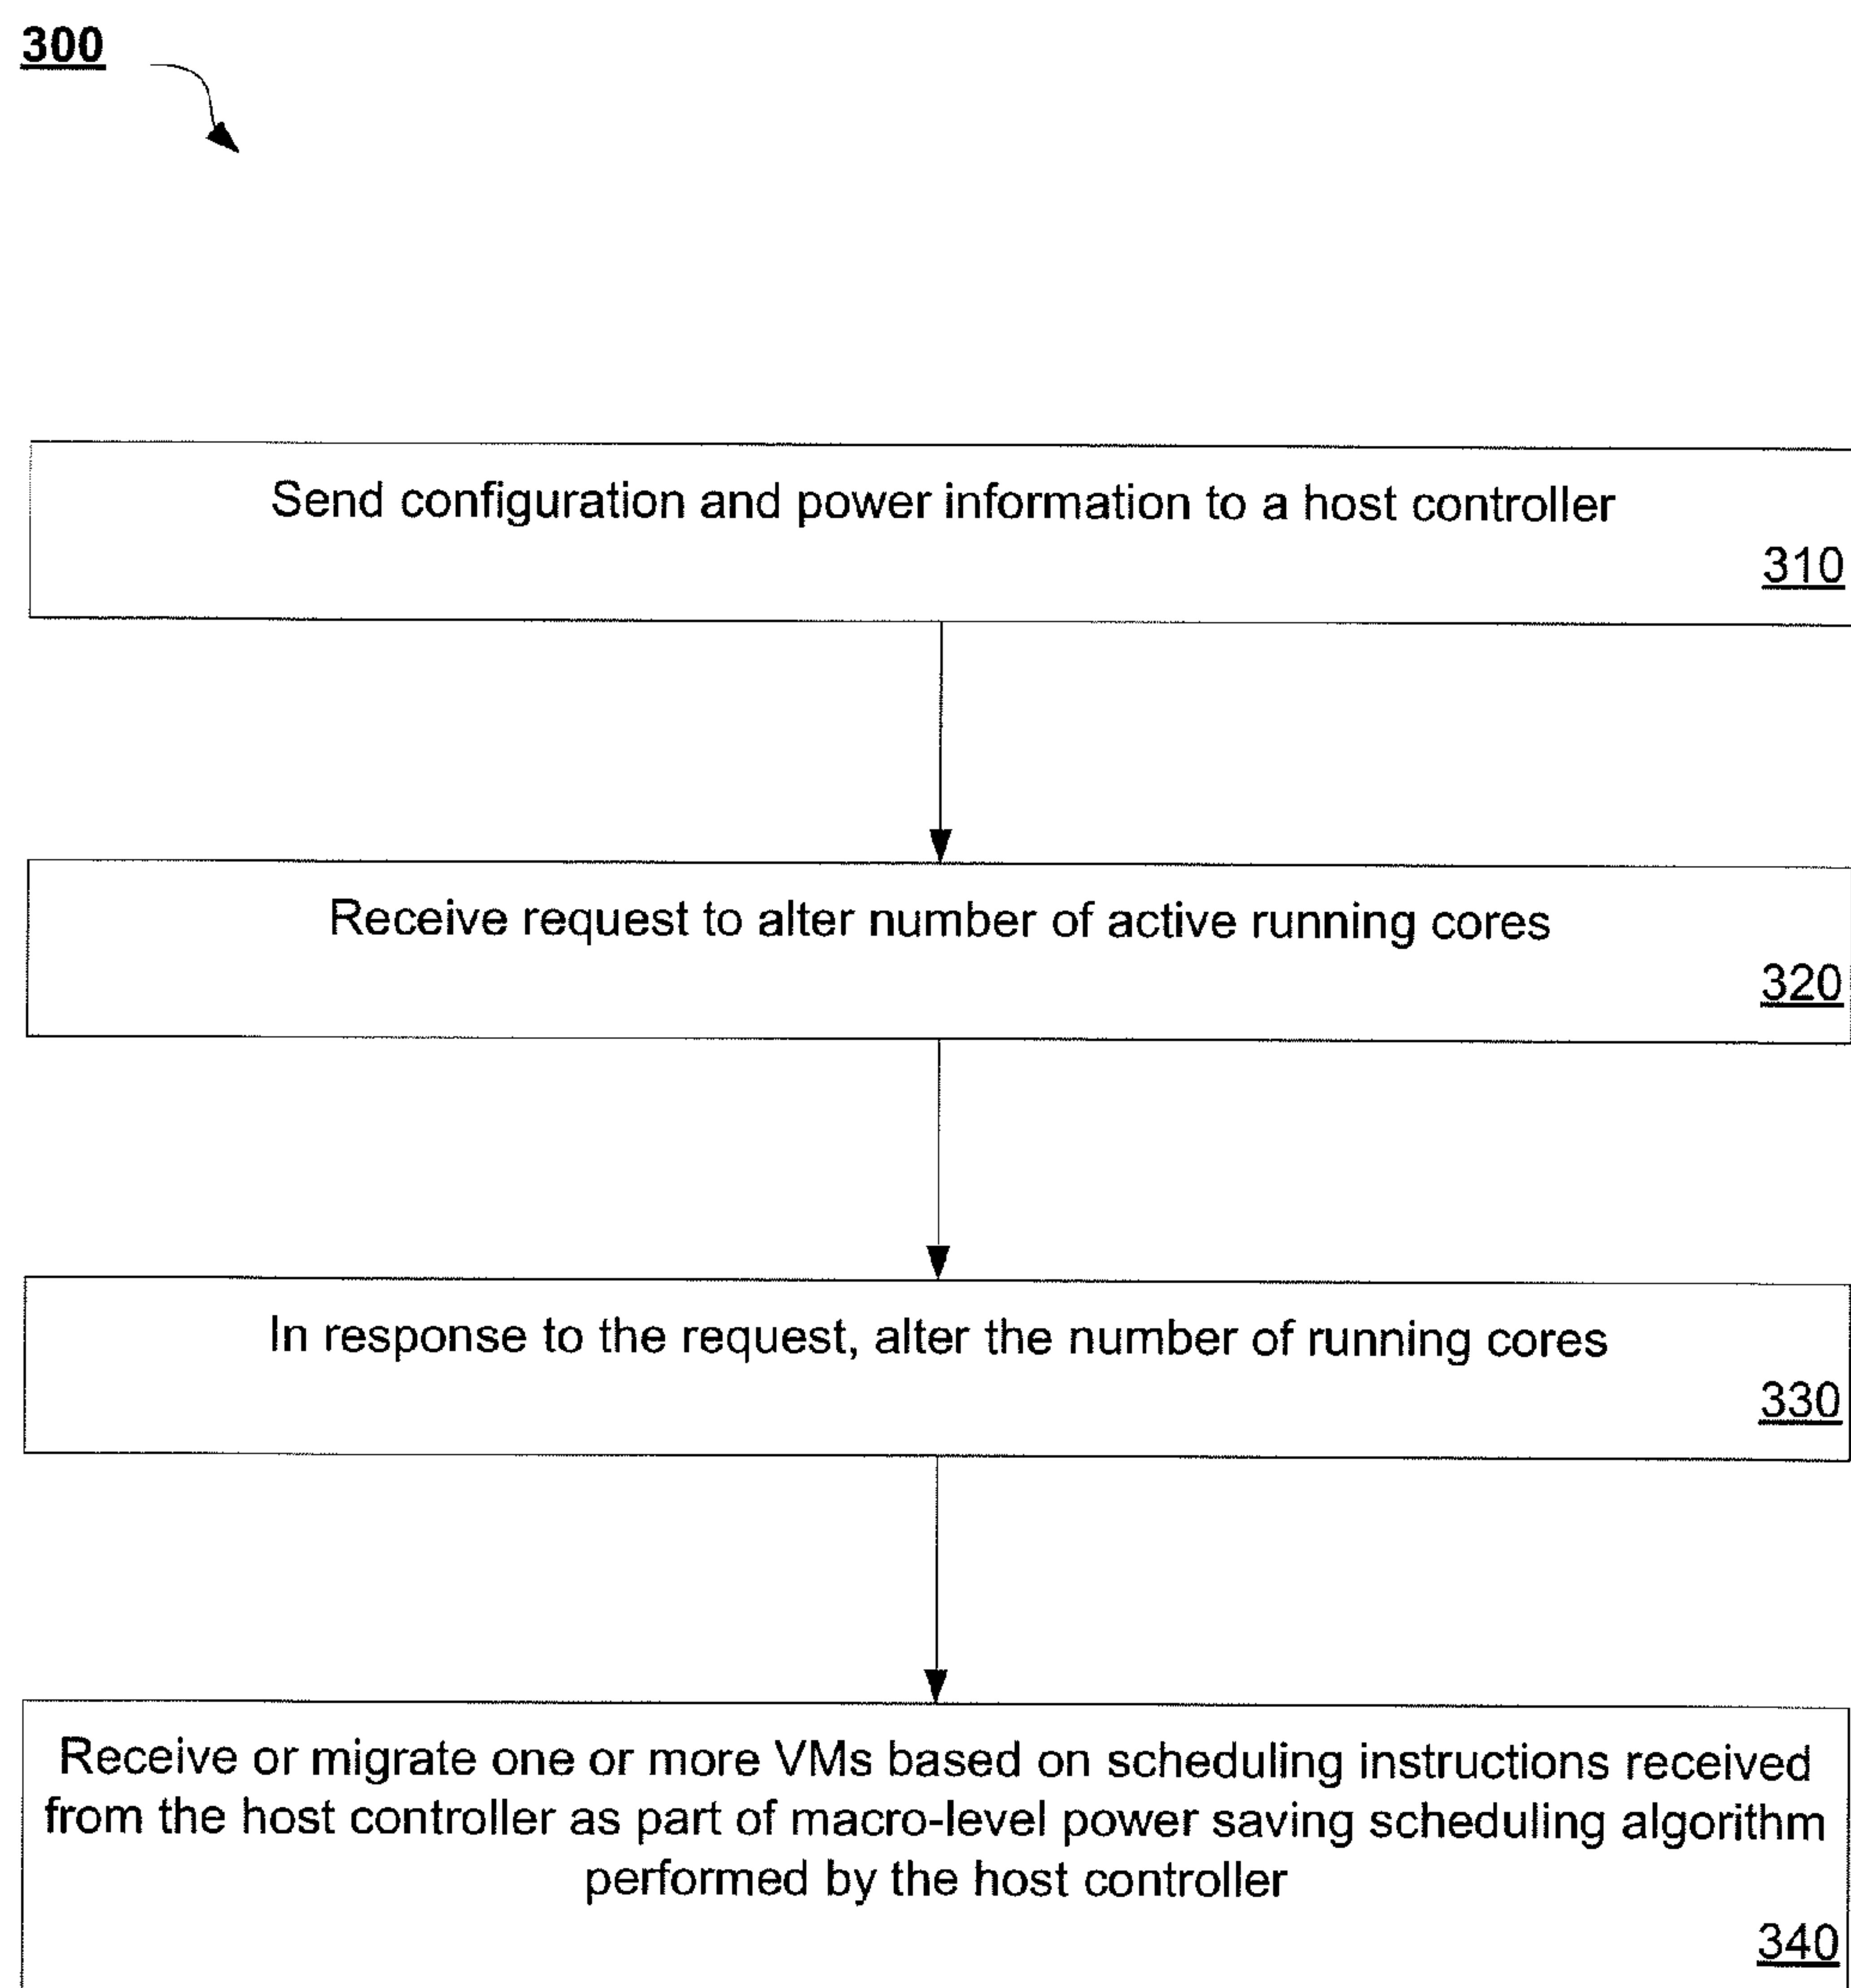 300
Send configuration and power information to a host controller
310
Receive request to alter number of active running cores
320
In response to the request, alter the number of running cores
330
Receive or migrate one or more VMs based on scheduling instructions received
from the host controller as part of macro-level power saving scheduling algorithm
performed by the host controller
340